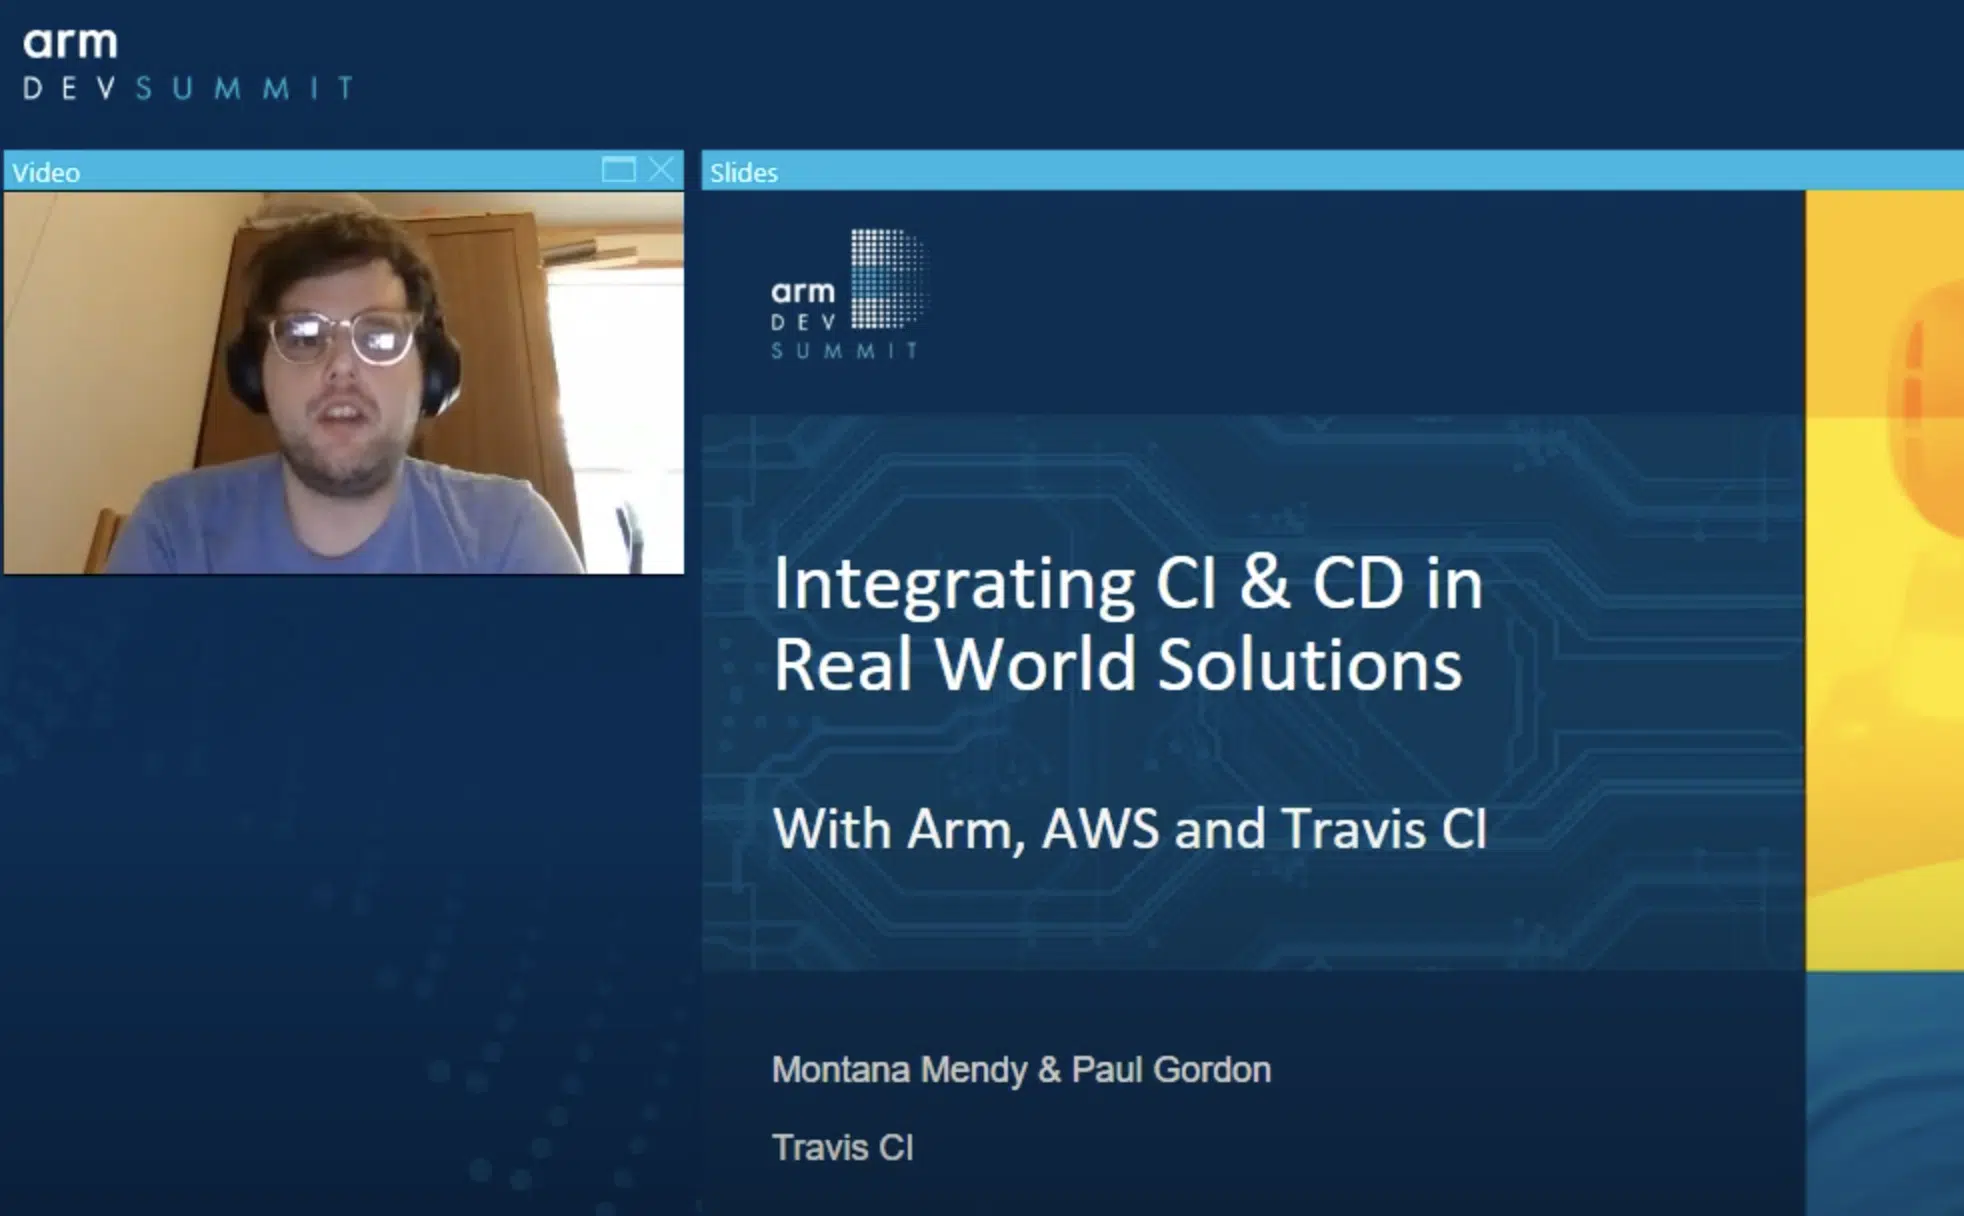 arm
DEVSUMMIT
Video
Slides
arm
DEV
SUMMIT
Integrating CI & CD in
Real World Solutions
With Arm, AWS and Travis CI
Montana Mendy & Paul Gordon
Travis CI